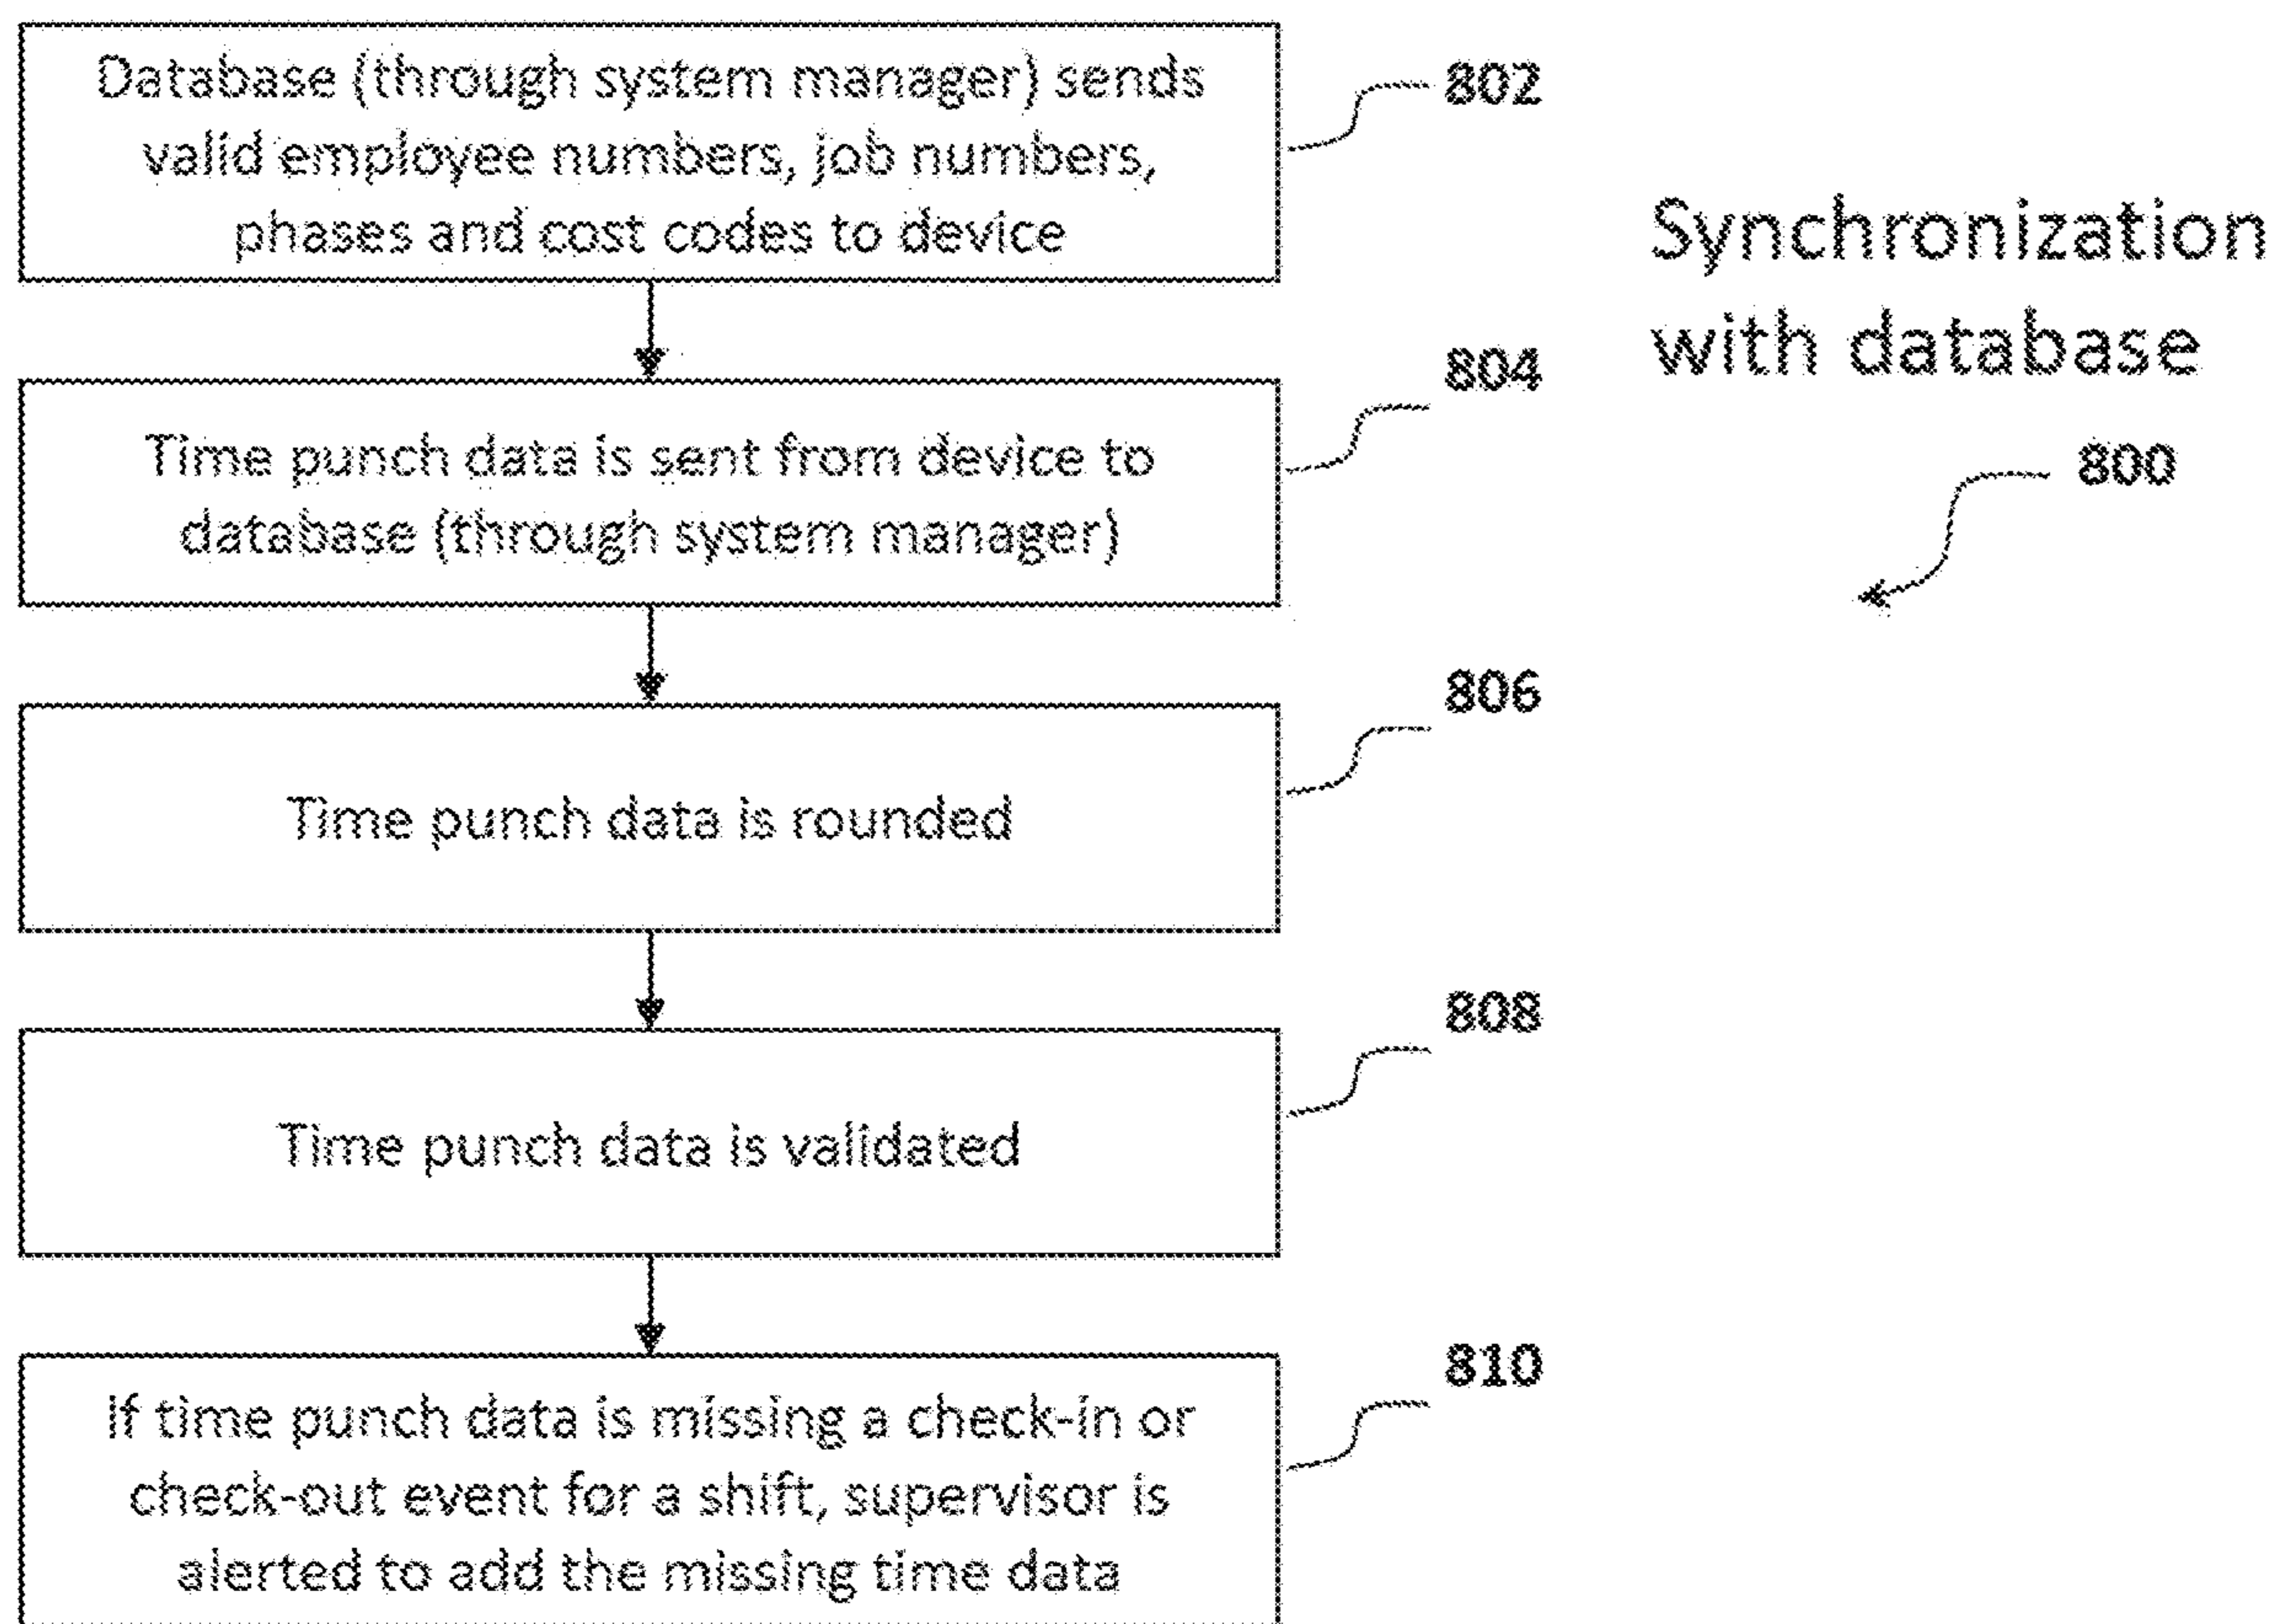 Database (through system manager) sends
valid employee numbers, job numbers,
phases and cost codes to device
802
Synchronization
with database
800
804
Time punch data is sent from device to
database (through system manager)
806
Time punch data is rounded
808
Time punch data is validated
810
If time punch data is missing a check-in or
check-out event for a shift, supervisor is
alerted to add the missing time data